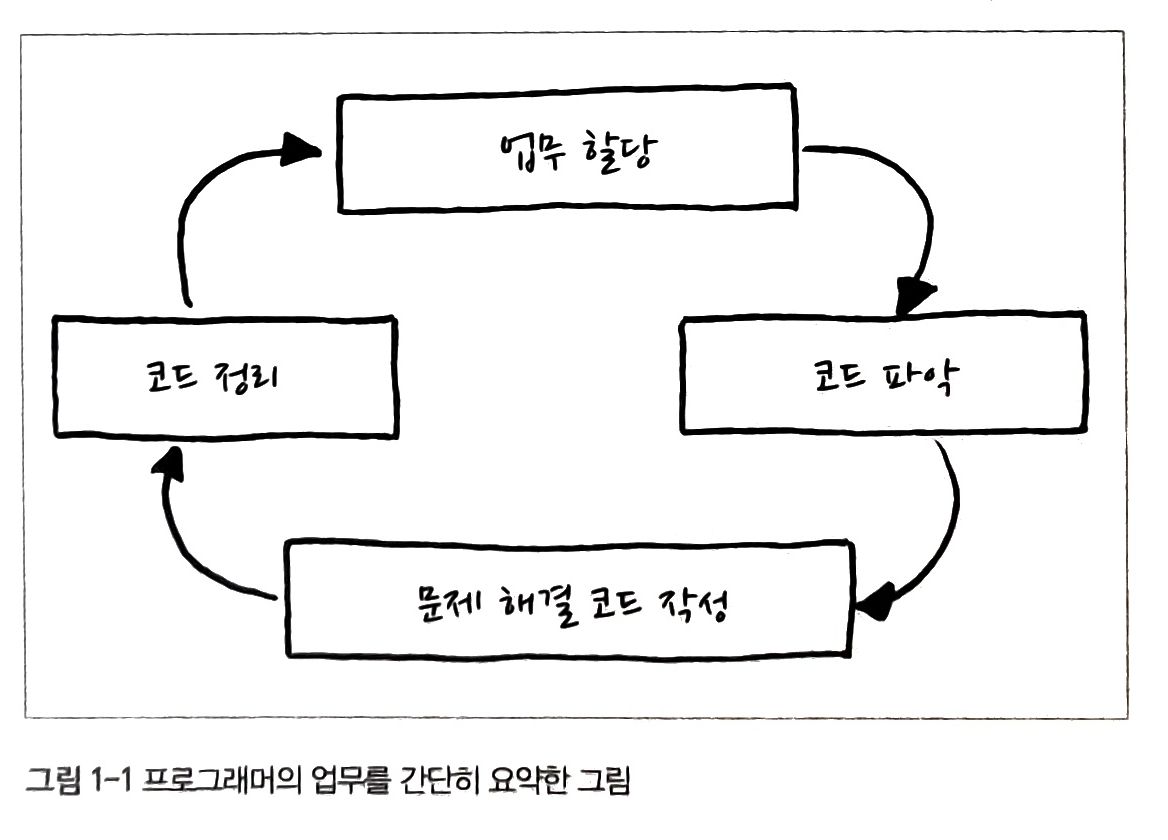 업무 할당
코드 정리
코드 파악
문제 해결 코드 작성
그림 1-1 프로그래머의 업무를 간단히 요약한 그림